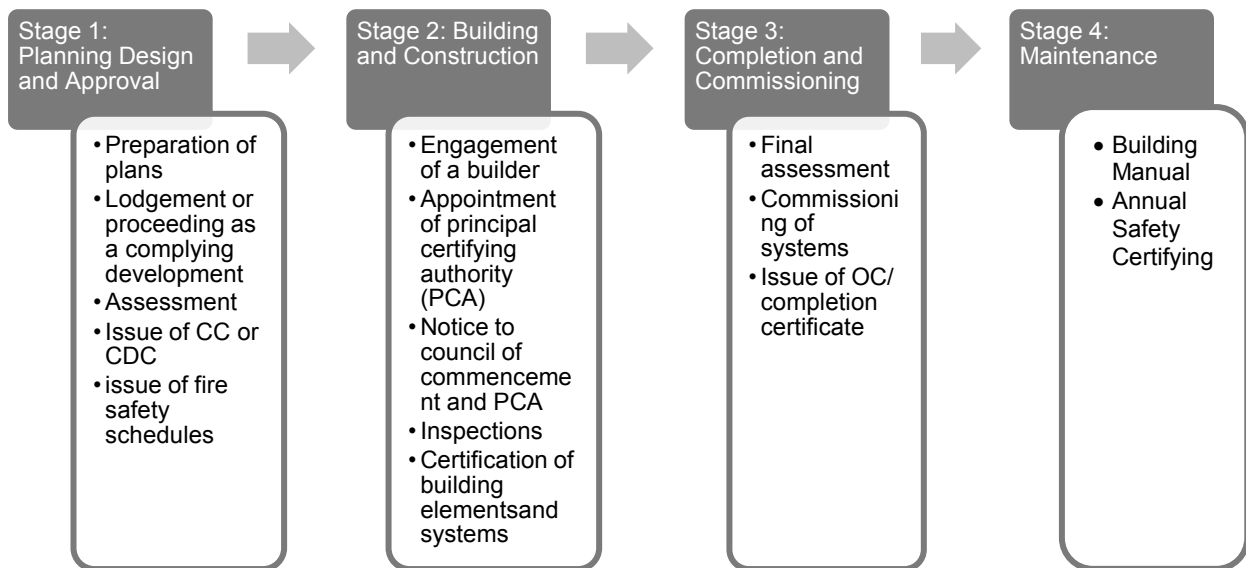 Stage 1:
Planning Design
and Approval
• Preparation of
plans
• Lodgement or
proceeding as
a complying
development
• Assessment
• Issue of CC or
CDC
• issue of fire
safety
schedules
Stage 2: Building
and Construction
• Engagement
of a builder
• Appointment
of principal
certifying
authority
(PCA)
• Notice to
council of
commenceme
nt and PCA
• Inspections
• Certification of
building
elementsand
systems
Stage 3:
Completion and
Commissioning
• Final
assessment
• Commissioni
ng of
systems
• Issue of OC/
completion
certificate
Stage 4:
Maintenance
• Building
Manual
• Annual
Safety
Certifying